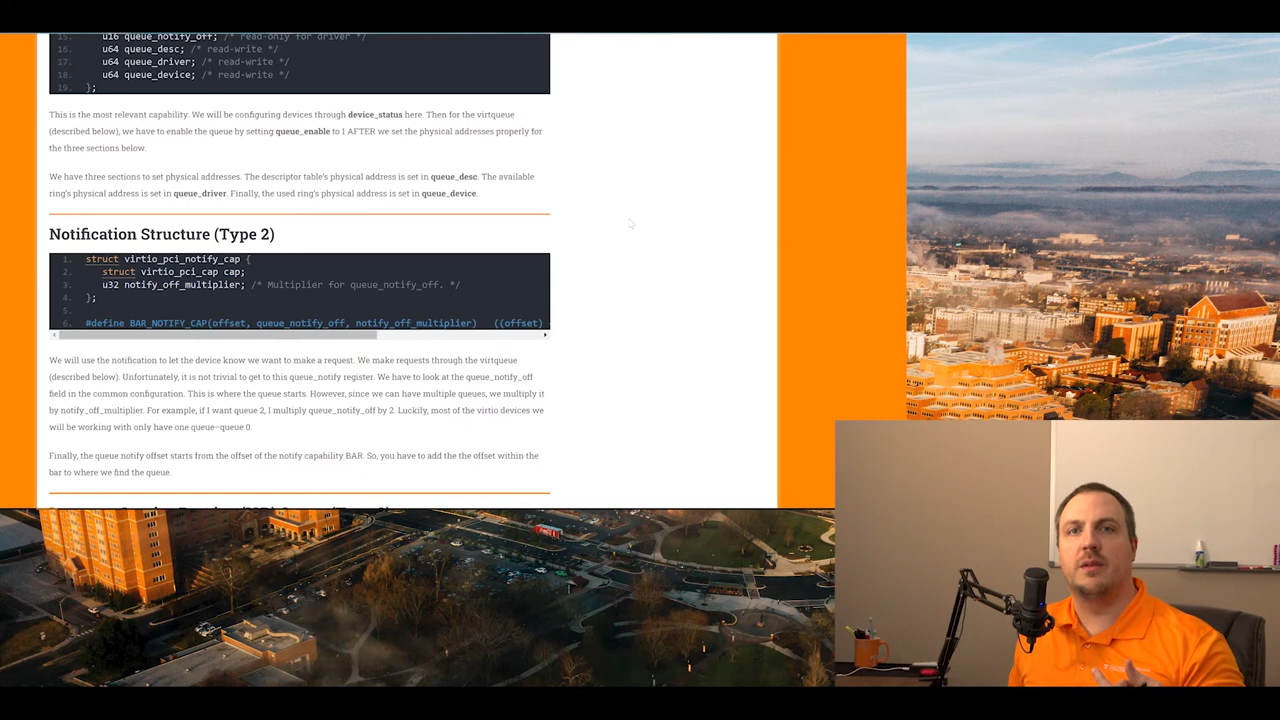 15. u16 queue_notify_off; /* read-only for driver */
16. u64 queue_desc; /* read-write */
17. u64 queue_driver; /* read-write */
18. u64 queue_device; /* read-write */
19. };
This is the most relevant capability. We will be configuring devices through device_status here. Then for the virtqueue
(described below), we have to enable the queue by setting queue_enable to 1 AFTER we set the physical addresses properly for
the three sections below.
We have three sections to set physical addresses. The descriptor table's physical address is set in queue_desc. The available
ring's physical address is set in queue_driver. Finally, the used ring's physical address is set in queue_device.
Notification Structure (Type 2)
1. struct virtio_pci_notify_cap {
2. struct virtio_pci_cap cap;
3. u32 notify_off_multiplier; /* Multiplier for queue_notify_off. */
4. };
5.
6. #define BAR_NOTIFY_CAP(offset, queue_notify_off, notify_off_multiplier) ((offset)
We will use the notification to let the device know we want to make a request. We make requests through the virtqueue
(described below). Unfortunately, it is not trivial to get to this queue_notify register. We have to look at the queue_notify_off
field in the common configuration. This is where the queue starts. However, since we can have multiple queues, we multiply it
by notify_off_multiplier. For example, if I want queue 2, I multiply queue_notify_off by 2. Luckily, most of the virtio devices we
will be working with only have one queue–queue 0.
Finally, the queue notify offset starts from the offset of the notify capability BAR. So, you have to add the the offset within the
bar to where we find the queue.